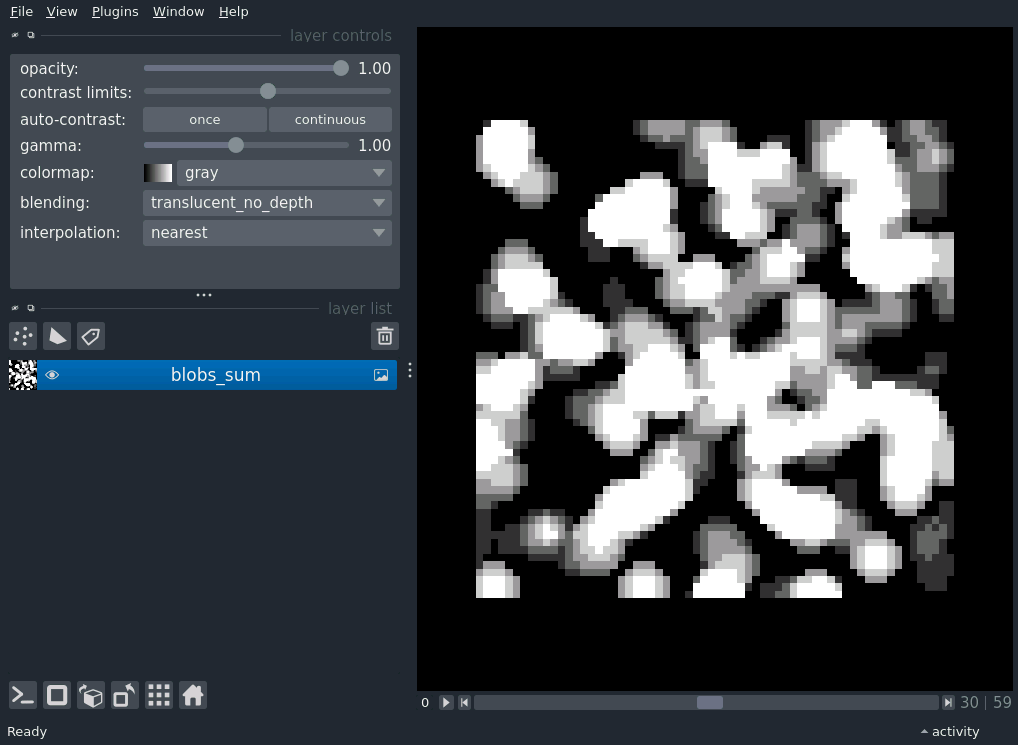 File View Plugins Window Help
layer controls
opacity: 1.00
contrast limits:
auto-contrast: once continuous
gamma: 1.00
colormap: gray
blending: translucent_no_depth
interpolation: nearest
layer list
blobs_sum
0 30 59
Ready activity